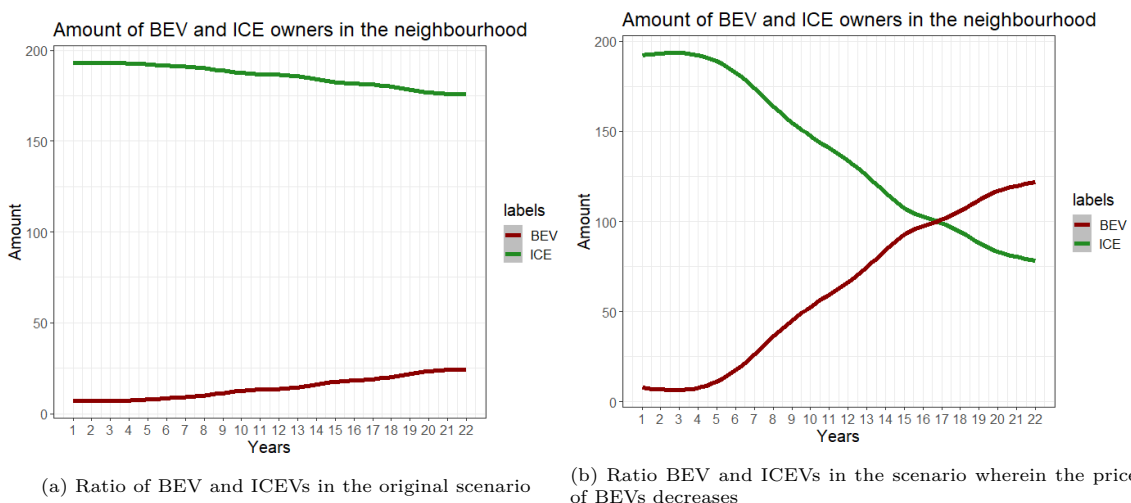 Amount of BEV and ICE owners in the neighbourhood
200
150
100
50
0
Amount
1 2 3 4 5 6 7 8 9 10 11 12 13 14 15 16 17 18 19 20 21 22
Years
labels
BEV
ICE
(a) Ratio of BEV and ICEVs in the original scenario
Amount of BEV and ICE owners in the neighbourhood
200
150
100
50
0
Amount
1 2 3 4 5 6 7 8 9 10 11 12 13 14 15 16 17 18 19 20 21 22
Years
labels
BEV
ICE
(b) Ratio BEV and ICEVs in the scenario wherein the price
of BEVs decreases